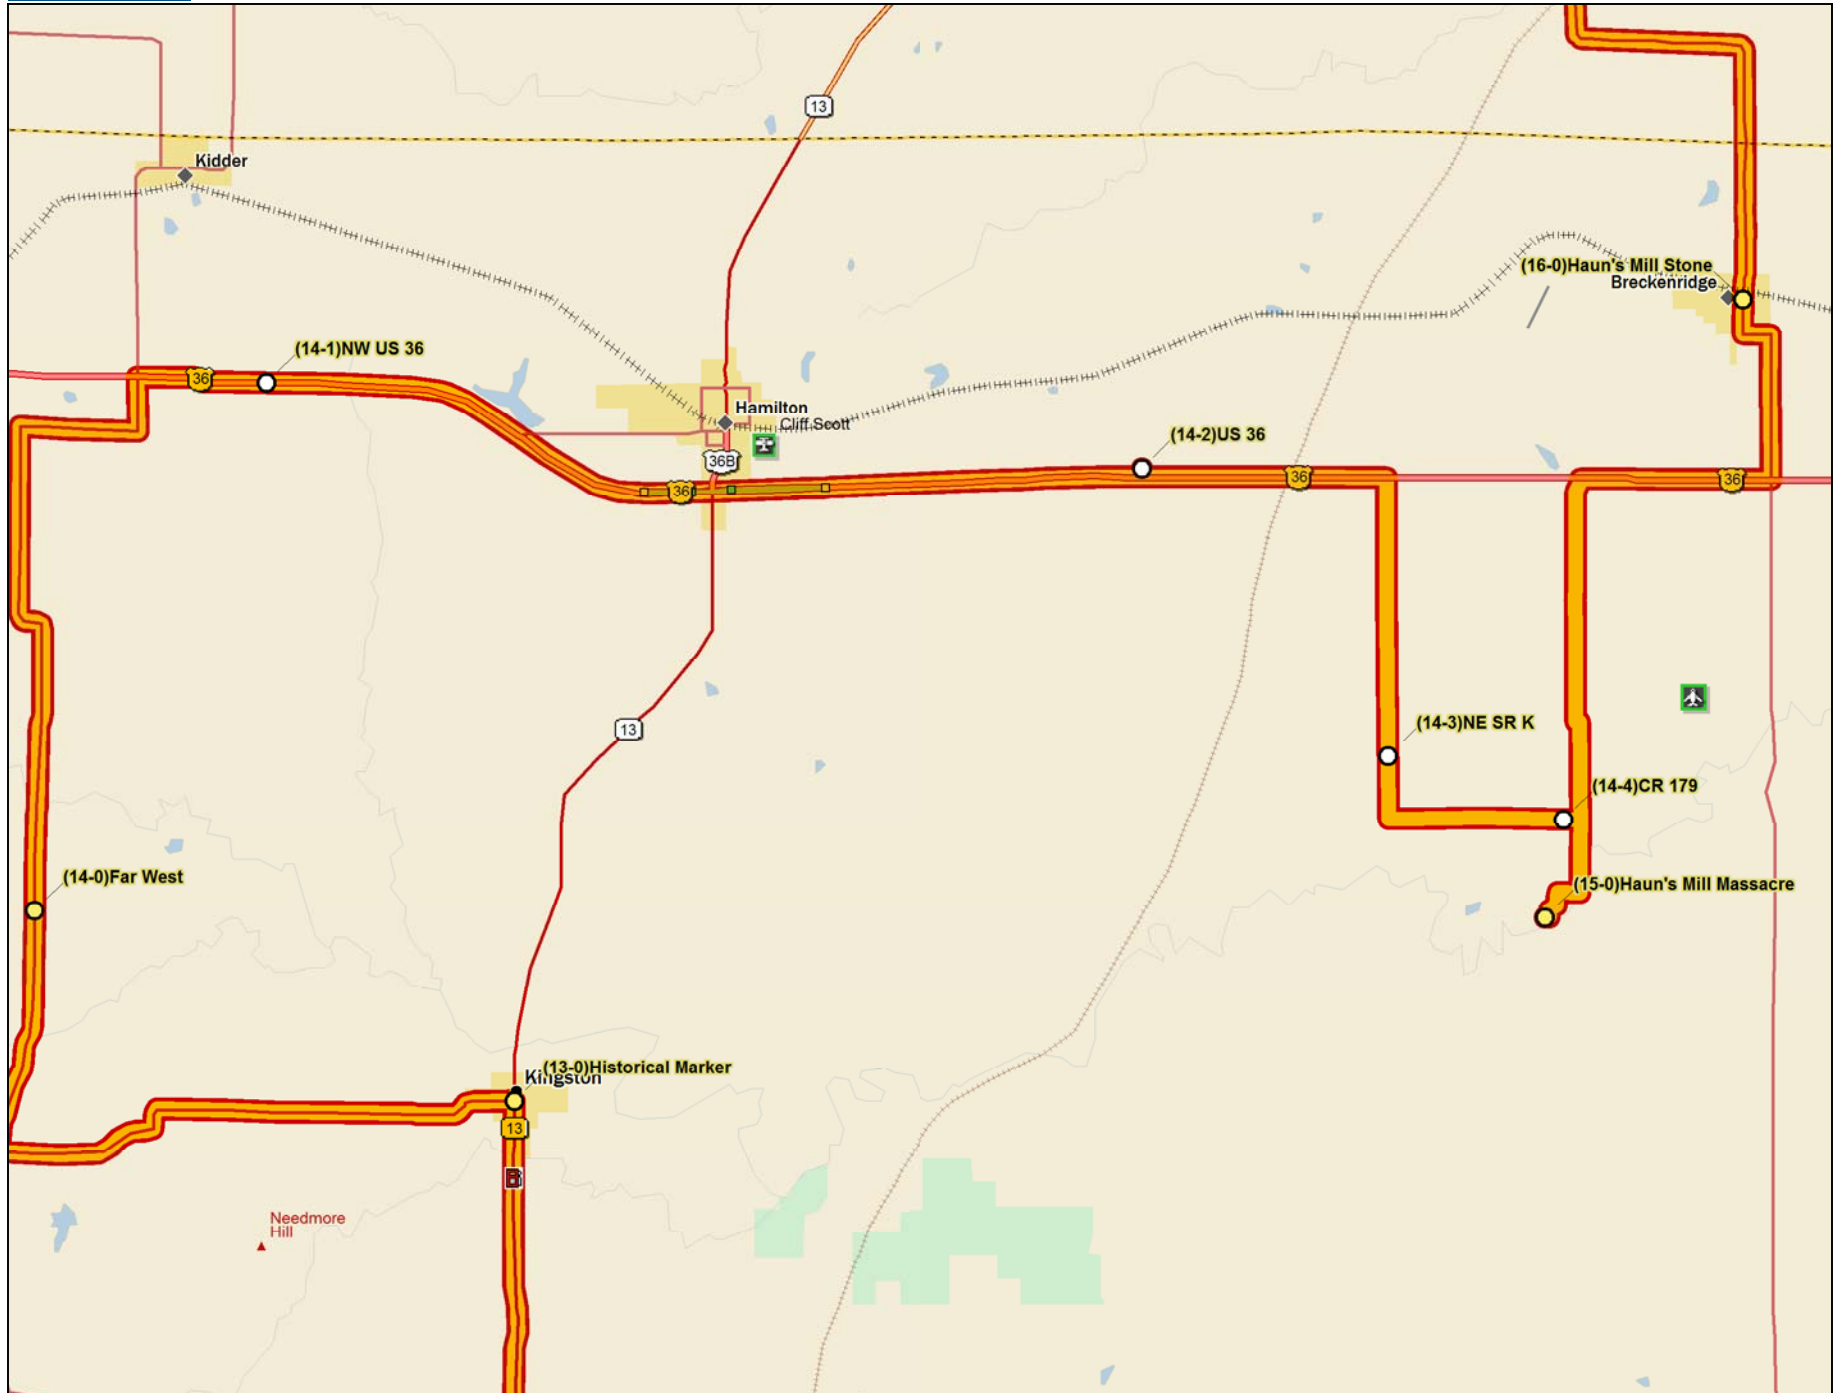 13
Kidder
(16-0)Haun's Mill Stone
Breckenridge
(14-1)NW US 36
36
Hamilton
Cliff Scott
(14-2)US 36
36B
36
36
36
(14-3)NE SR K
13
(14-4)CR 179
(14-0)Far West
(15-0)Haun's Mill Massacre
(13-0)Historical Marker
Kingston
13
B
Needmore
Hill